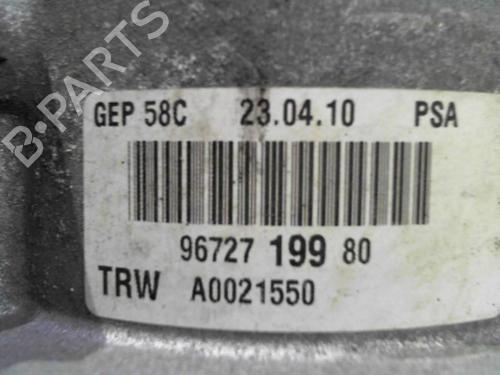 B-PARTS
GEP 58C 23.04.10 PSA
96727 199 80
TRW A0021550